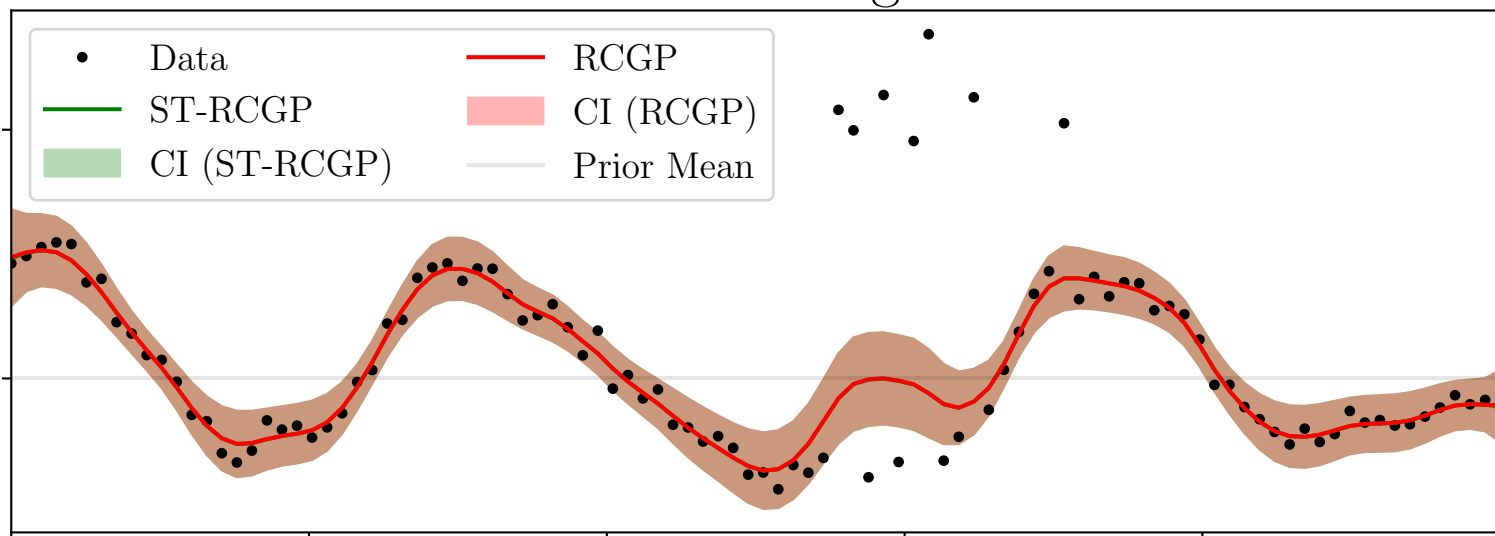 Data
ST-RCGP
CI (ST-RCGP)
RCGP
CI (RCGP)
Prior Mean